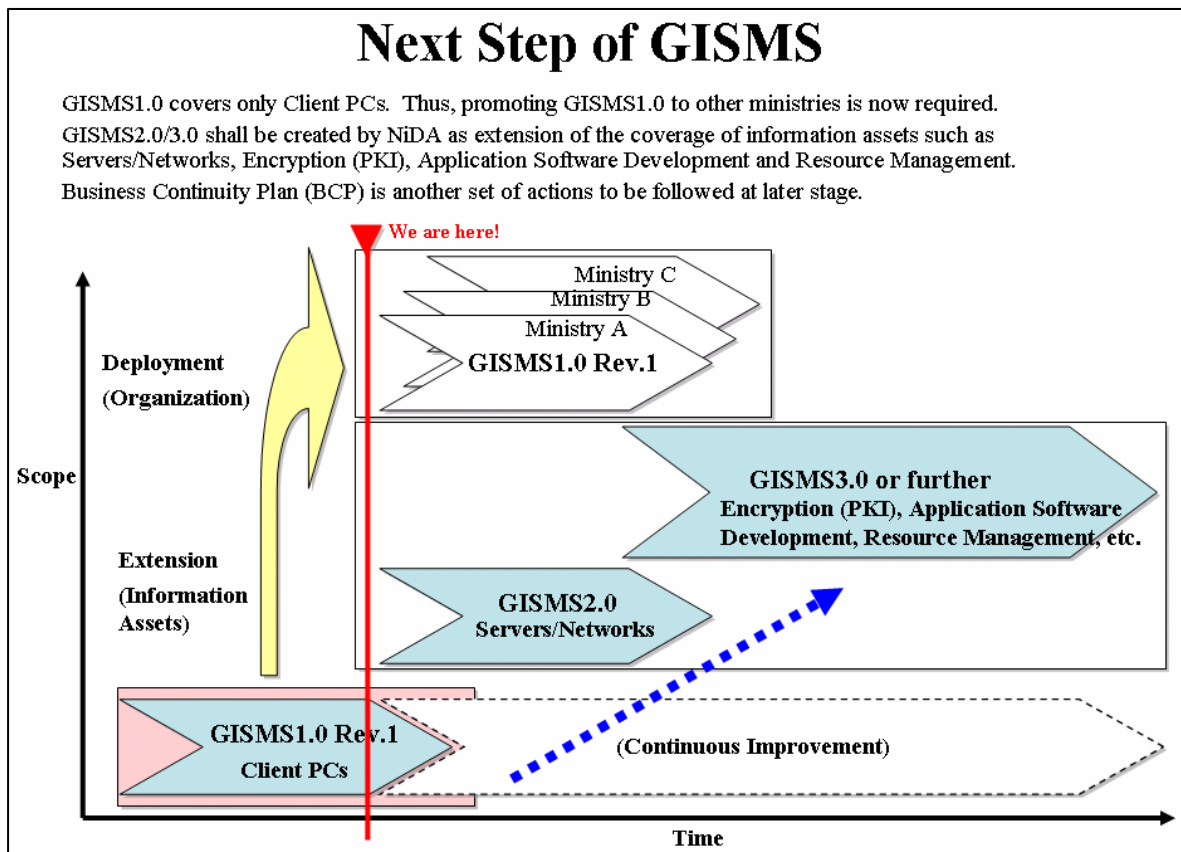 Next Step of GISMS
GISMS1.0 covers only Client PCs. Thus, promoting GISMS1.0 to other ministries is now required.
GISMS2.0/3.0 shall be created by NiDA as extension of the coverage of information assets such as
Servers/Networks, Encryption (PKI), Application Software Development and Resource Management.
Business Continuity Plan (BCP) is another set of actions to be followed at later stage.
We are here!
Ministry C
Ministry B
Ministry A
GISMS1.0 Rev.1
Deployment
(Organization)
Scope
GISMS3.0 or further
Encryption (PKI), Application Software
Development, Resource Management, etc.
Extension
(Information
Assets)
GISMS2.0
Servers/Networks
GISMS1.0 Rev.1
Client PCs
(Continuous Improvement)
Time